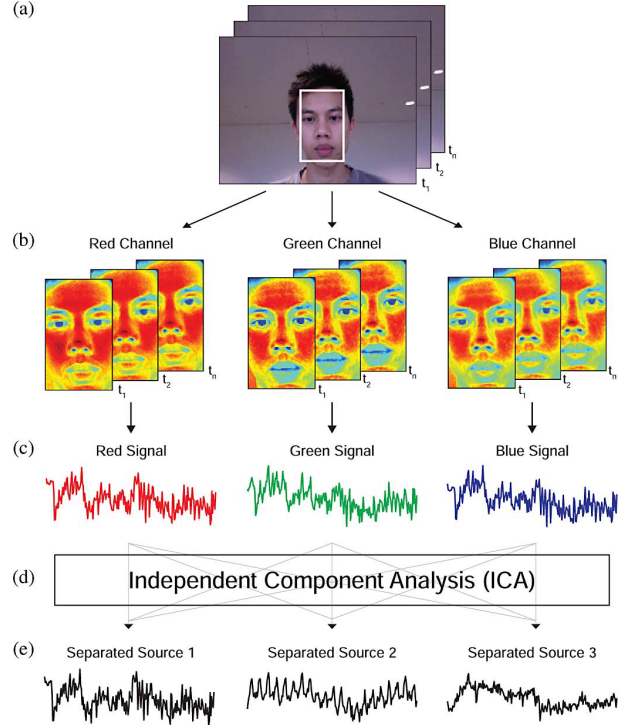 (a)
t1
t2
tn
(b)
Red Channel
Green Channel
Blue Channel
t1
t2
tn
t1
t2
tn
t1
t2
tn
(c)
Red Signal
Green Signal
Blue Signal
(d)
Independent Component Analysis (ICA)
(e)
Separated Source 1
Separated Source 2
Separated Source 3